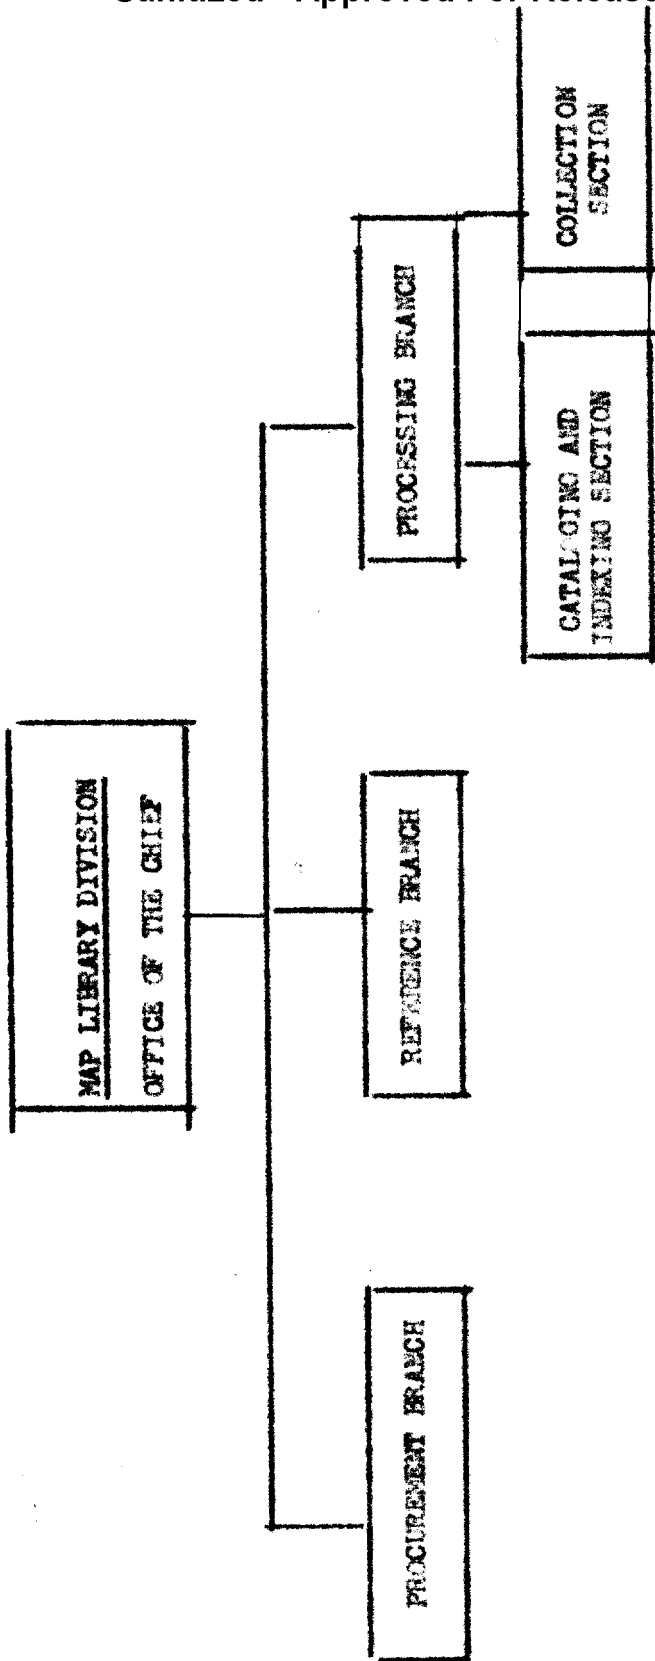 Sanitized - Approved For Release
MAP LIBRARY DIVISION
OFFICE OF THE CHIEF
PROCUREMENT BRANCH
REFERENCE BRANCH
PROCESSING BRANCH
CATALOGING AND
INDEXING SECTION
COLLECTION
SECTION